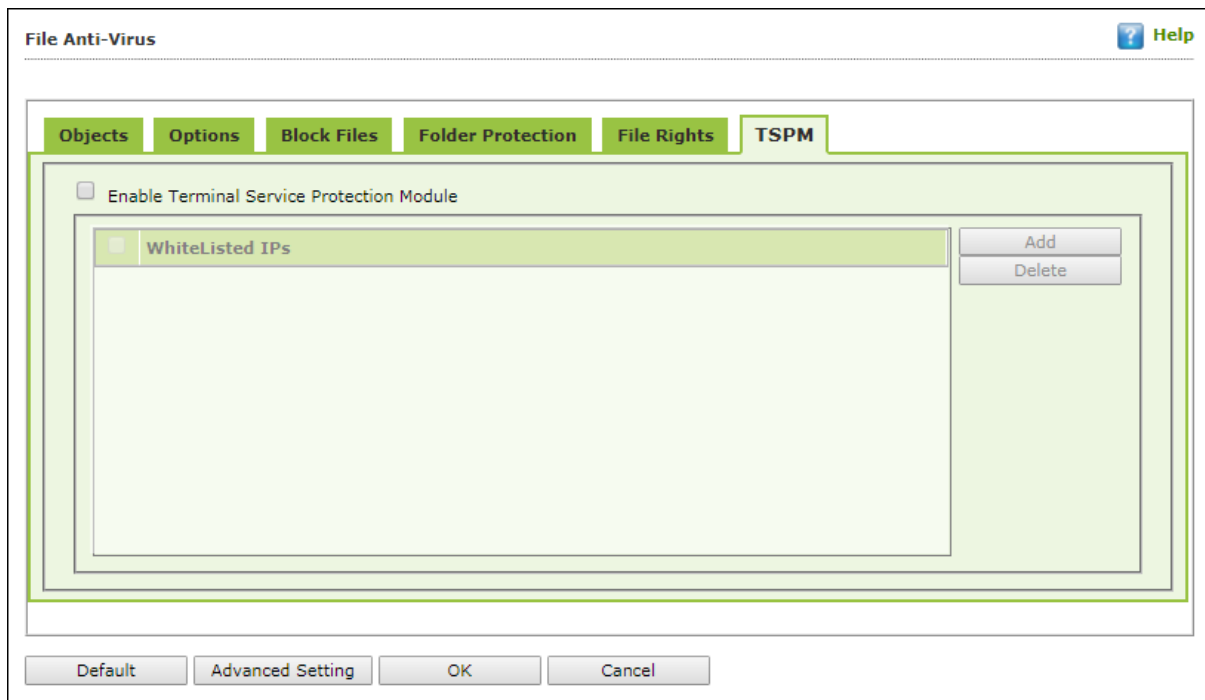 File Anti-Virus
? Help
Objects Options Block Files Folder Protection File Rights TSPM
Enable Terminal Service Protection Module
WhiteListed IPs
Add
Delete
Default Advanced Setting OK Cancel